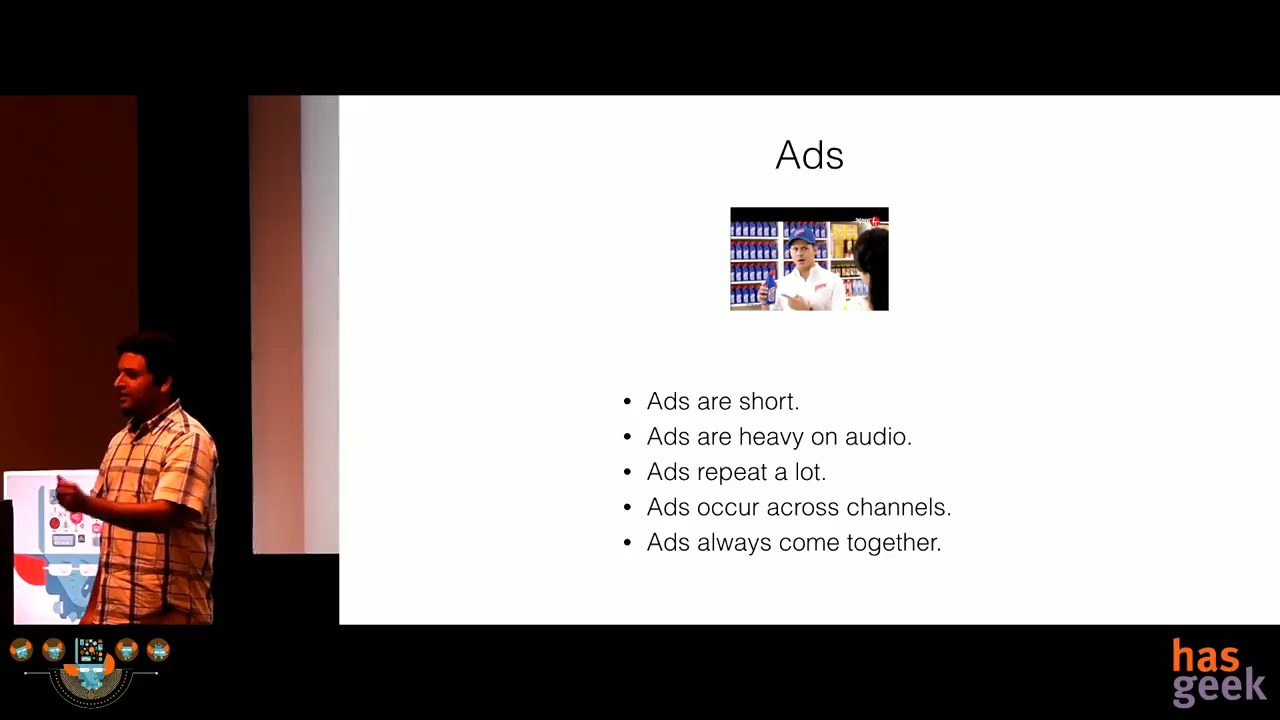 Ads
• Ads are short.
• Ads are heavy on audio.
• Ads repeat a lot.
• Ads occur across channels.
• Ads always come together.
has
geek